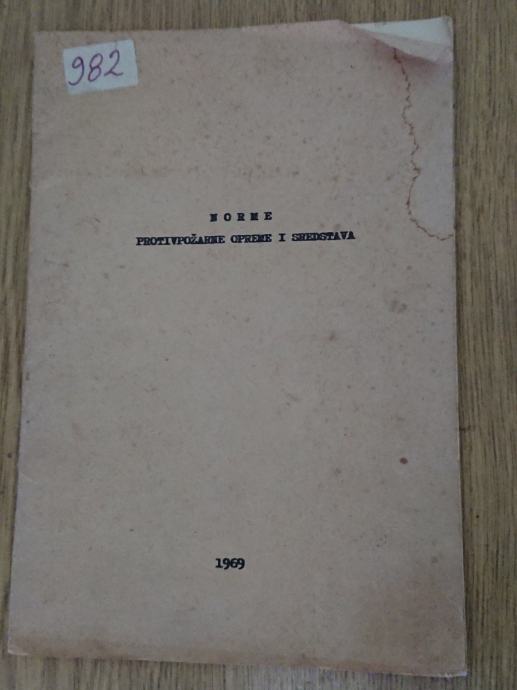 982
NORME
PROTIVPOŽARNE OPREME I SREDSTAVA
1969